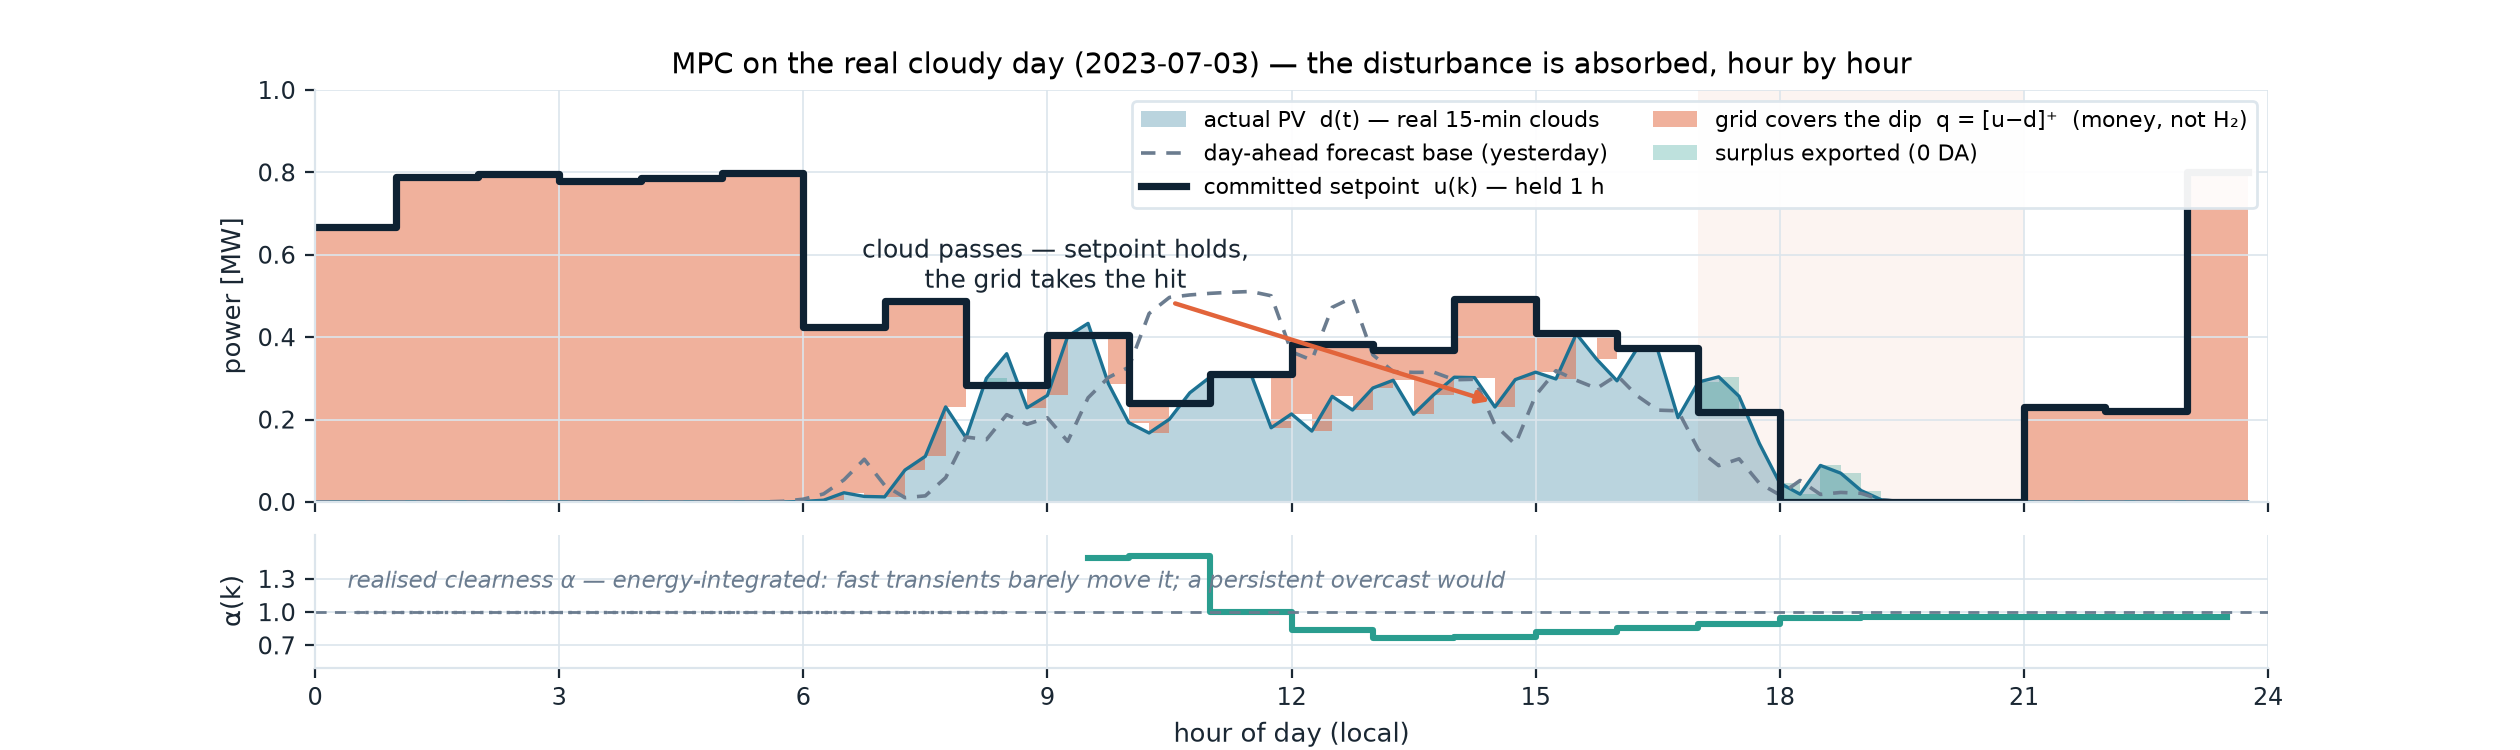 MPC on the real cloudy day (2023-07-03) — the disturbance is absorbed, hour by hour
power [MW]
1.0
0.8
0.6
0.4
0.2
0.0
actual PV  d(t) — real 15-min clouds
day-ahead forecast base (yesterday)
committed setpoint  u(k) — held 1 h
grid covers the dip  q = [u−d]⁺  (money, not H₂)
surplus exported (0 DA)
cloud passes — setpoint holds,
the grid takes the hit
α(k)
1.3
1.0
0.7
realised clearness α — energy-integrated: fast transients barely move it; a persistent overcast would
0 3 6 9 12 15 18 21 24
hour of day (local)